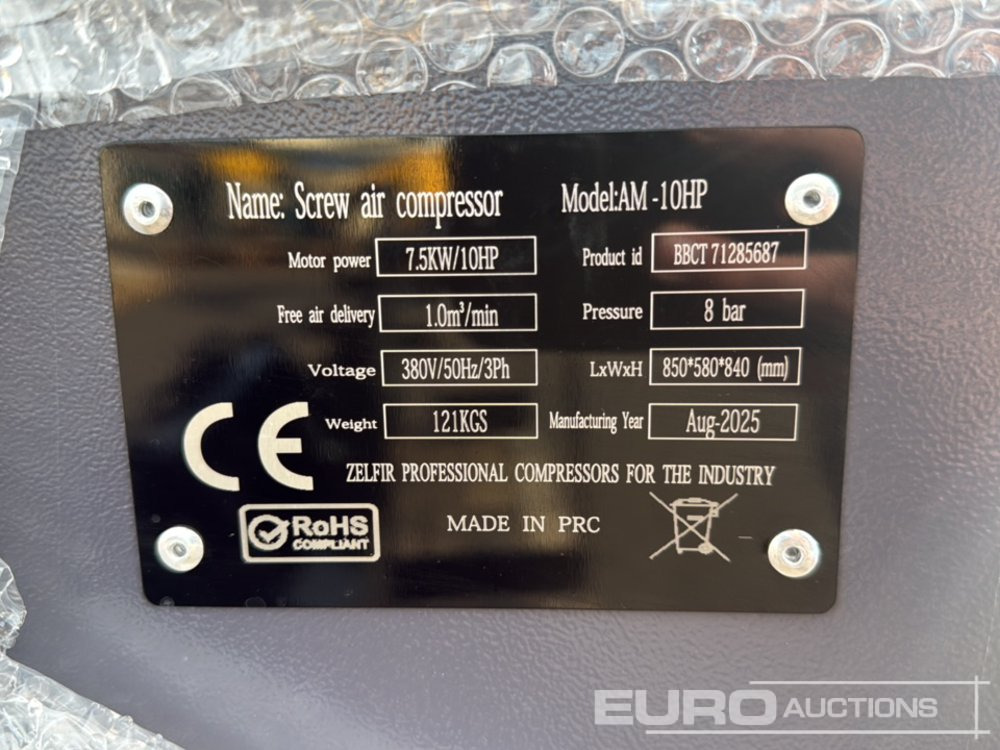 Name: Screw air compressor Model:AM -10HP
Motor power 7.5KW/10HP Product id BBCT 71285687
Free air delivery 1.0m³/min Pressure 8 bar
Voltage 380V/50Hz/3Ph LxWxH 850*580*840 (mm)
Weight 121KGS Manufacturing Year Aug-2025
CE
ZELFIR PROFESSIONAL COMPRESSORS FOR THE INDUSTRY
RoHS
COMPLIANT
MADE IN PRC
EURO AUCTIONS